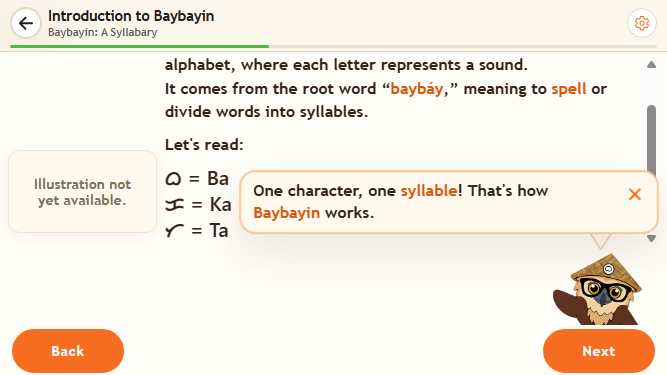 Introduction to Baybayin
Baybayin: A Syllabary
alphabet, where each letter represents a sound.
It comes from the root word “baybáy,” meaning to spell or
divide words into syllables.
Let's read:
ᜊ = Ba
ᜃ = Ka
ᜆ = Ta
Illustration not
yet available.
One character, one syllable! That's how
Baybayin works.
Back
Next